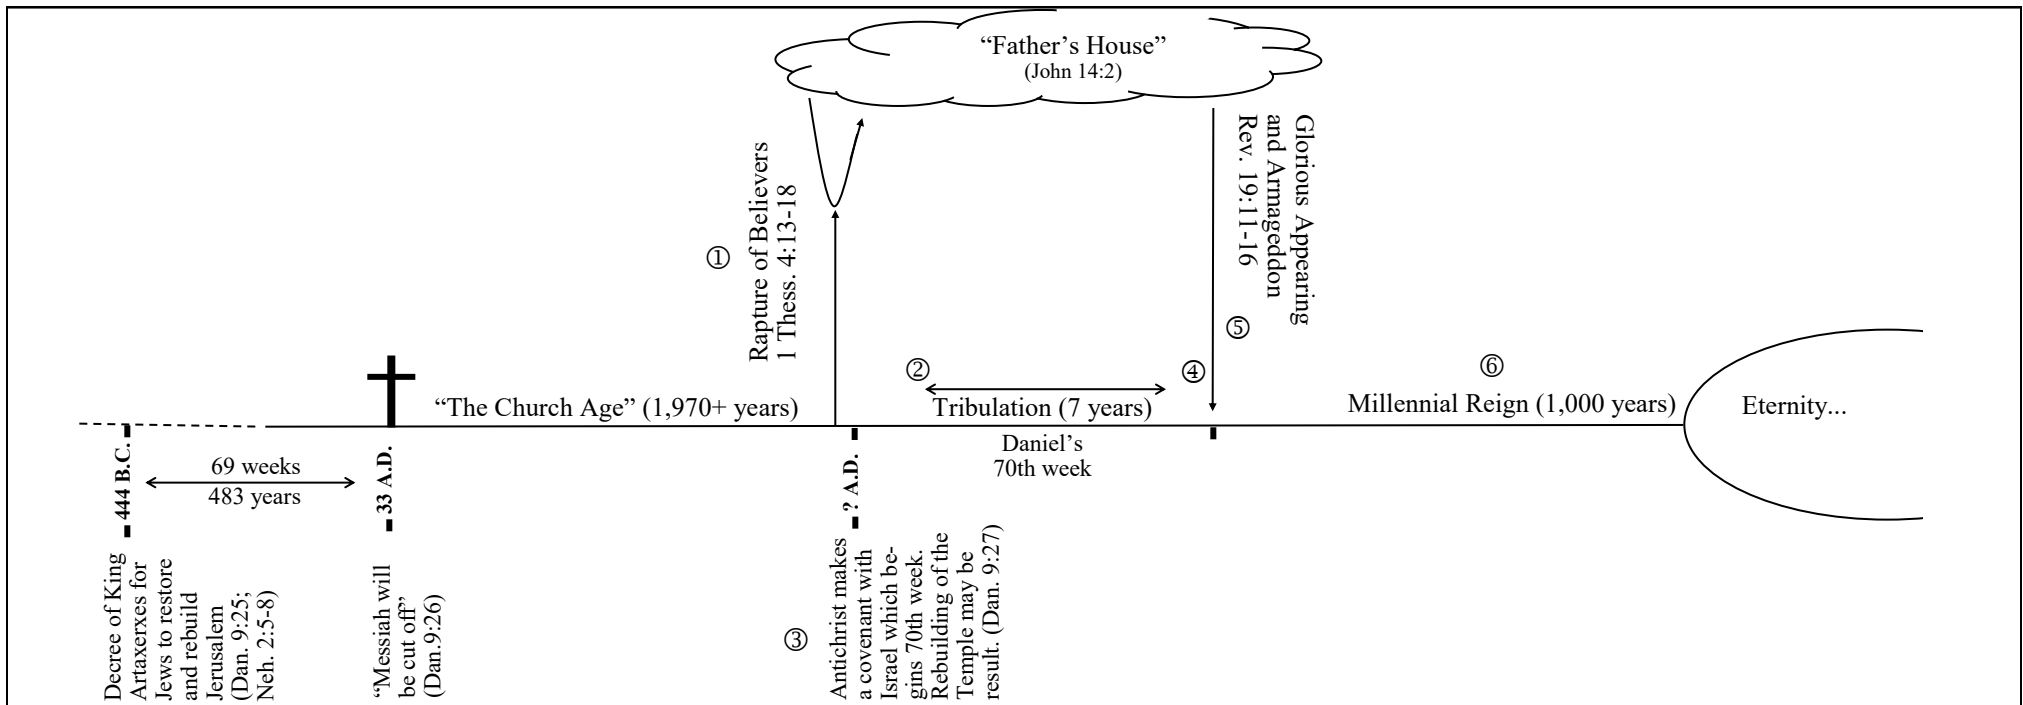 “Father’s House”
(John 14:2)
①
Rapture of Believers
1 Thess. 4:13-18
Glorious Appearing
and Armageddon
Rev. 19:11-16
⑤
②
④
⑥
“The Church Age” (1,970+ years)
Tribulation (7 years)
Millennial Reign (1,000 years)
Eternity...
Daniel’s
70th week
444 B.C.
69 weeks
483 years
33 A.D.
? A.D.
Decree of King
Artaxerxes for
Jews to restore
and rebuild
Jerusalem
(Dan. 9:25;
Neh. 2:5-8)
“Messiah will
be cut off”
(Dan.9:26)
③
Antichrist makes
a covenant with
Israel which be-
gins 70th week.
Rebuilding of the
Temple may be
result. (Dan. 9:27)